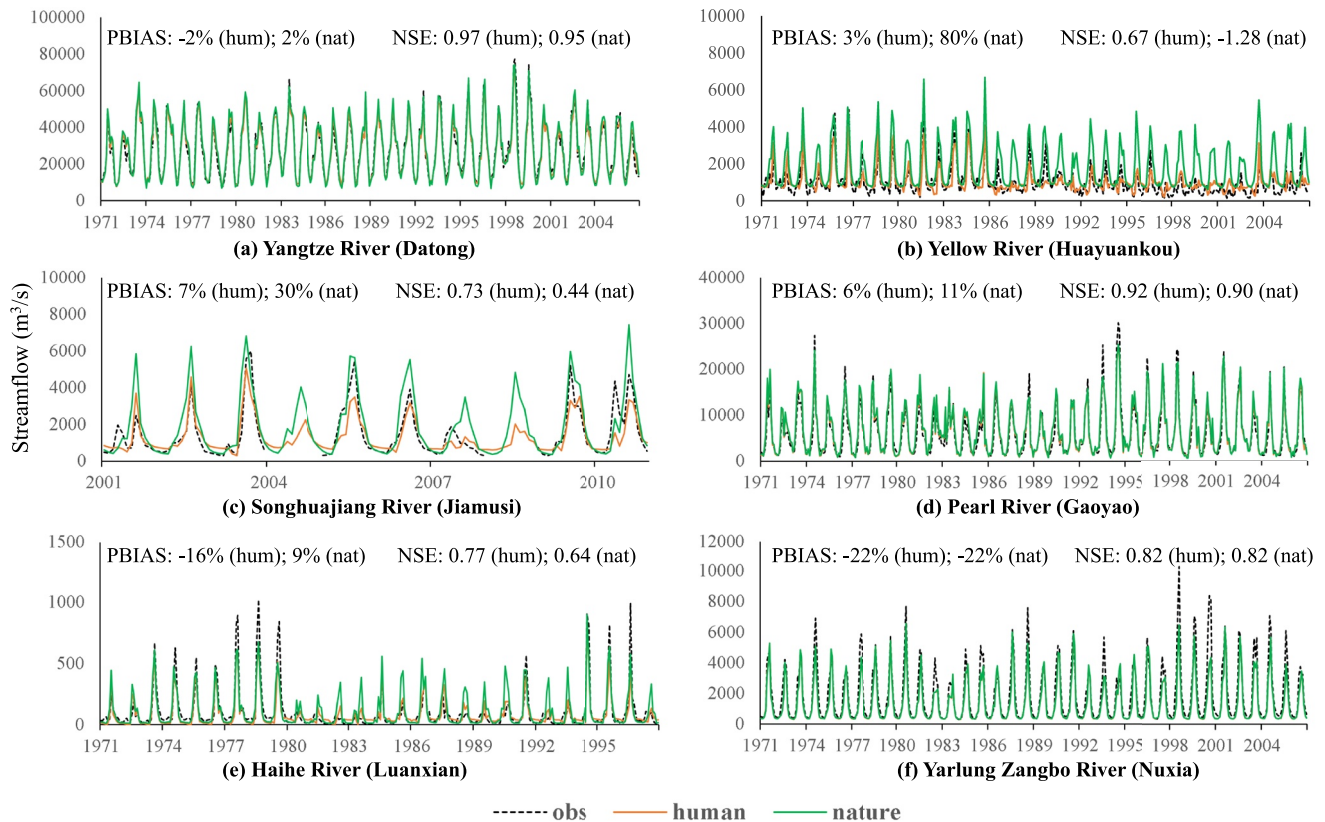 100000
80000
60000
40000
20000
0
PBIAS: -2% (hum); 2% (nat) NSE: 0.97 (hum); 0.95 (nat)
1971 1974 1977 1980 1983 1986 1989 1992 1995 1998 2001 2004
(a) Yangtze River (Datong)
10000
8000
6000
4000
2000
0
PBIAS: 3% (hum); 80% (nat) NSE: 0.67 (hum); -1.28 (nat)
1971 1974 1977 1980 1983 1986 1989 1992 1995 1998 2001 2004
(b) Yellow River (Huayuankou)
Streamflow (m³/s)
10000
8000
6000
4000
2000
0
PBIAS: 7% (hum); 30% (nat) NSE: 0.73 (hum); 0.44 (nat)
2001 2004 2007 2010
(c) Songhuajiang River (Jiamusi)
40000
30000
20000
10000
0
PBIAS: 6% (hum); 11% (nat) NSE: 0.92 (hum); 0.90 (nat)
1971 1974 1977 1980 1983 1986 1989 1992 1995 1998 2001 2004
(d) Pearl River (Gaoyao)
1500
1000
500
0
PBIAS: -16% (hum); 9% (nat) NSE: 0.77 (hum); 0.64 (nat)
1971 1974 1977 1980 1983 1986 1989 1992 1995
(e) Haihe River (Luanxian)
12000
10000
8000
6000
4000
2000
0
PBIAS: -22% (hum); -22% (nat) NSE: 0.82 (hum); 0.82 (nat)
1971 1974 1977 1980 1983 1986 1989 1992 1995 1998 2001 2004
(f) Yarlung Zangbo River (Nuxia)
obs human nature